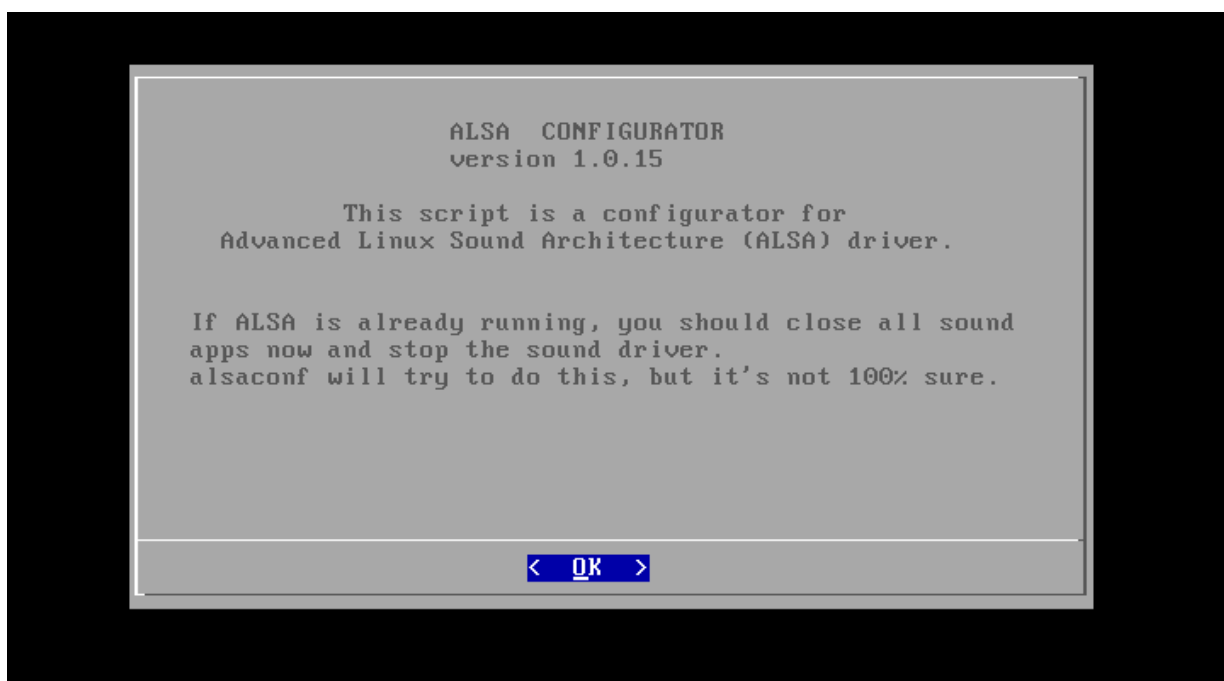 ALSA  CONFIGURATOR
version 1.0.15
This script is a configurator for
Advanced Linux Sound Architecture (ALSA) driver.
If ALSA is already running, you should close all sound
apps now and stop the sound driver.
alsaconf will try to do this, but it's not 100% sure.
<  OK  >